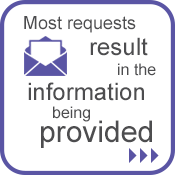 Most requests
result
in the
information
being
provided